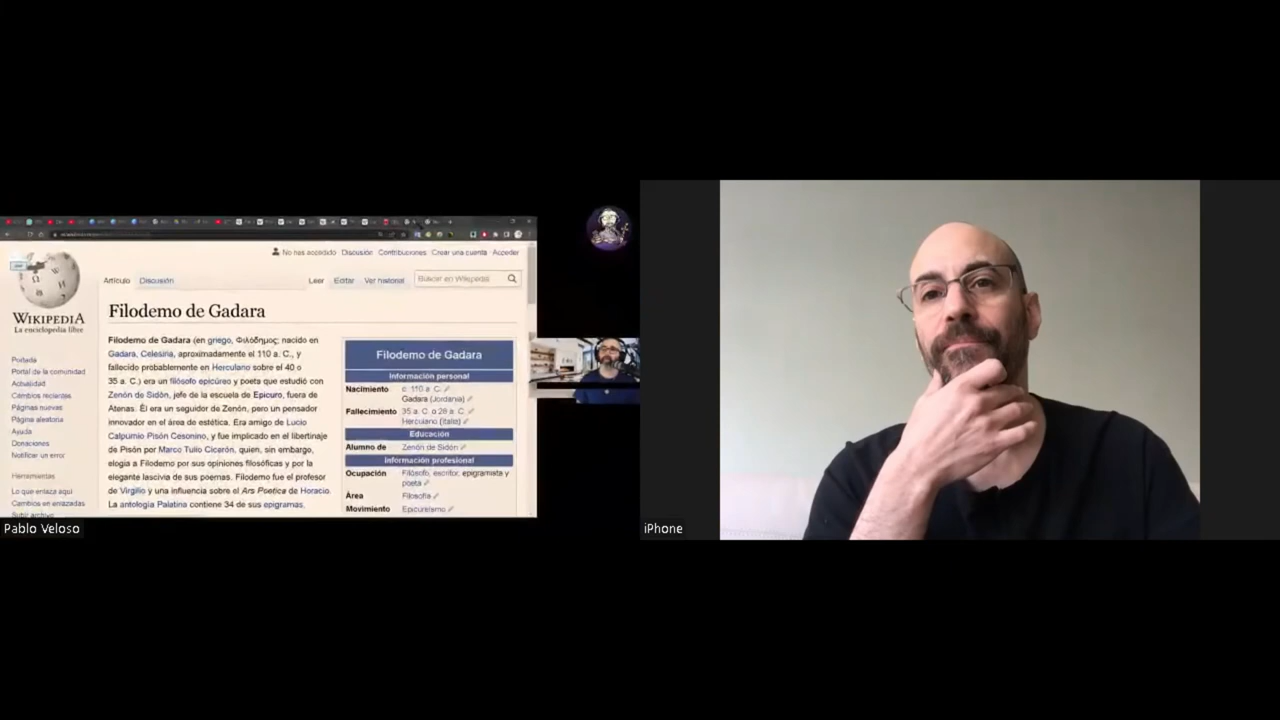 No has accedido Discusión Contribuciones Crear una cuenta Acceder
Artículo Discusión Leer Editar Ver historial Buscar en Wikipedia
WIKIPEDIA
La enciclopedia libre
Portada
Portal de la comunidad
Actualidad
Cambios recientes
Páginas nuevas
Página aleatoria
Ayuda
Donaciones
Notificar un error
Herramientas
Lo que enlaza aquí
Cambios en enlazadas
Subir archivo
Filodemo de Gadara
Filodemo de Gadara (en griego, Φιλόδημος; nacido en
Gadara, Celesiria, aproximadamente el 110 a. C., y
fallecido probablemente en Herculano sobre el 40 o
35 a. C.) era un filósofo epicúreo y poeta que estudió con
Zenón de Sidón, jefe de la escuela de Epicuro, fuera de
Atenas. Él era un seguidor de Zenón, pero un pensador
innovador en el área de estética. Era amigo de Lucio
Calpurnio Pisón Cesonino, y fue implicado en el libertinaje
de Pisón por Marco Tulio Cicerón, quien, sin embargo,
elogia a Filodemo por sus opiniones filosóficas y por la
elegante lascivia de sus poemas. Filodemo fue el profesor
de Virgilio y una influencia sobre el Ars Poetica de Horacio.
La antología Palatina contiene 34 de sus epigramas.
Filodemo de Gadara
Información personal
Nacimiento c. 110 a. C.
Gadara (Jordania)
Fallecimiento 35 a. C. o 28 a. C.
Herculano (Italia)
Educación
Alumno de Zenón de Sidón
Información profesional
Ocupación Filósofo, escritor, epigramista y
poeta
Área Filosofía
Movimiento Epicureísmo
Pablo Veloso
iPhone